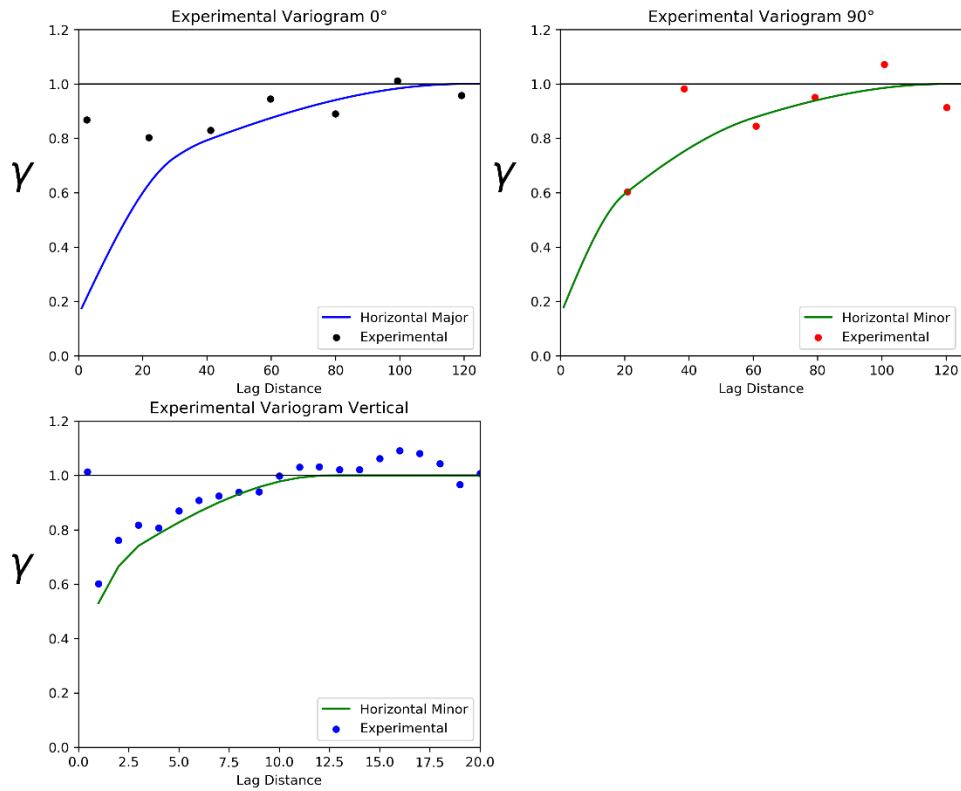 Experimental Variogram 0°
1.2
1.0
0.8
0.6
0.4
0.2
0.0
γ
0 20 40 60 80 100 120
Lag Distance
Horizontal Major
Experimental
Experimental Variogram 90°
1.2
1.0
0.8
0.6
0.4
0.2
0.0
γ
0 20 40 60 80 100 120
Lag Distance
Horizontal Minor
Experimental
Experimental Variogram Vertical
1.2
1.0
0.8
0.6
0.4
0.2
0.0
γ
0.0 2.5 5.0 7.5 10.0 12.5 15.0 17.5 20.0
Lag Distance
Horizontal Minor
Experimental